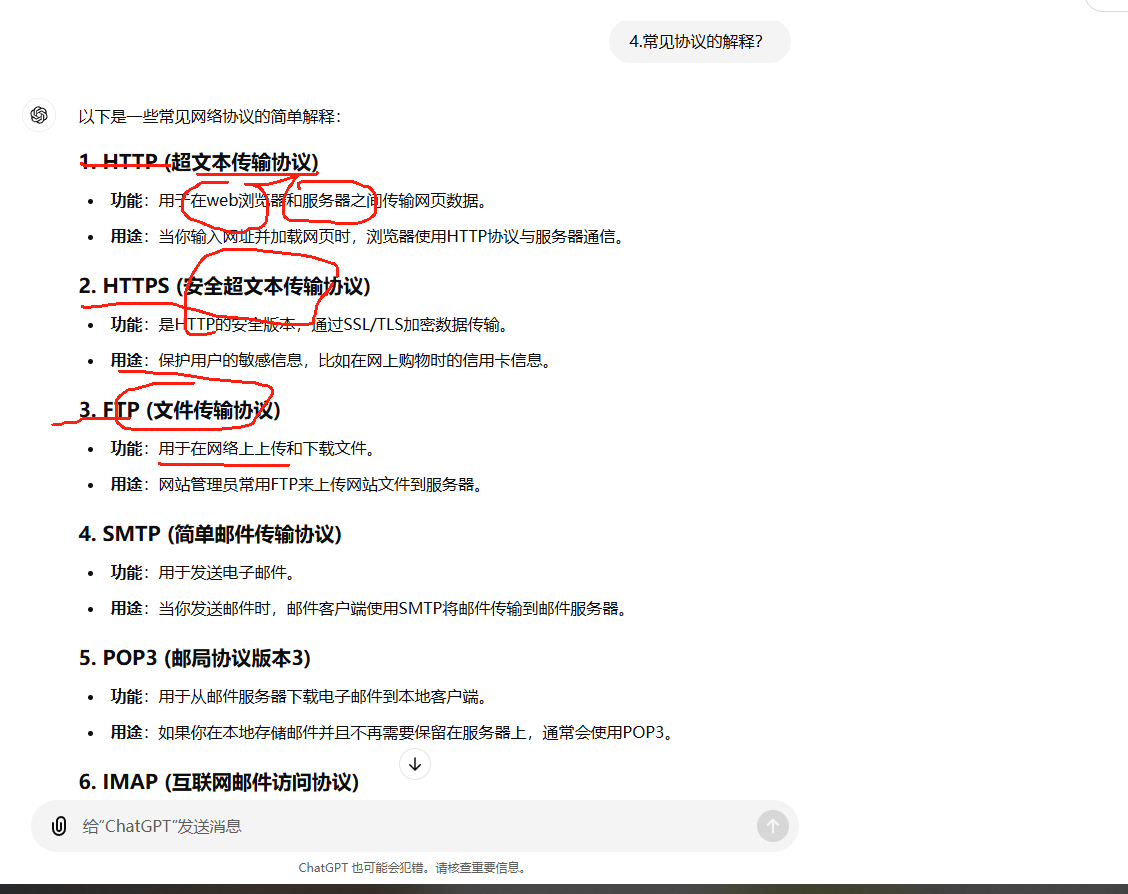 4.常见协议的解释？
以下是一些常见网络协议的简单解释：
1. HTTP (超文本传输协议)
• 功能：用于在web浏览器和服务器之间传输网页数据。
• 用途：当你输入网址并加载网页时，浏览器使用HTTP协议与服务器通信。
2. HTTPS (安全超文本传输协议)
• 功能：是HTTP的安全版本，通过SSL/TLS加密数据传输。
• 用途：保护用户的敏感信息，比如在网上购物时的信用卡信息。
3. FTP (文件传输协议)
• 功能：用于在网络上上传和下载文件。
• 用途：网站管理员常用FTP来上传网站文件到服务器。
4. SMTP (简单邮件传输协议)
• 功能：用于发送电子邮件。
• 用途：当你发送邮件时，邮件客户端使用SMTP将邮件传输到邮件服务器。
5. POP3 (邮局协议版本3)
• 功能：用于从邮件服务器下载电子邮件到本地客户端。
• 用途：如果你在本地存储邮件并且不再需要保留在服务器上，通常会使用POP3。
6. IMAP (互联网邮件访问协议)
给“ChatGPT”发送消息
ChatGPT 也可能会犯错。请核查重要信息。